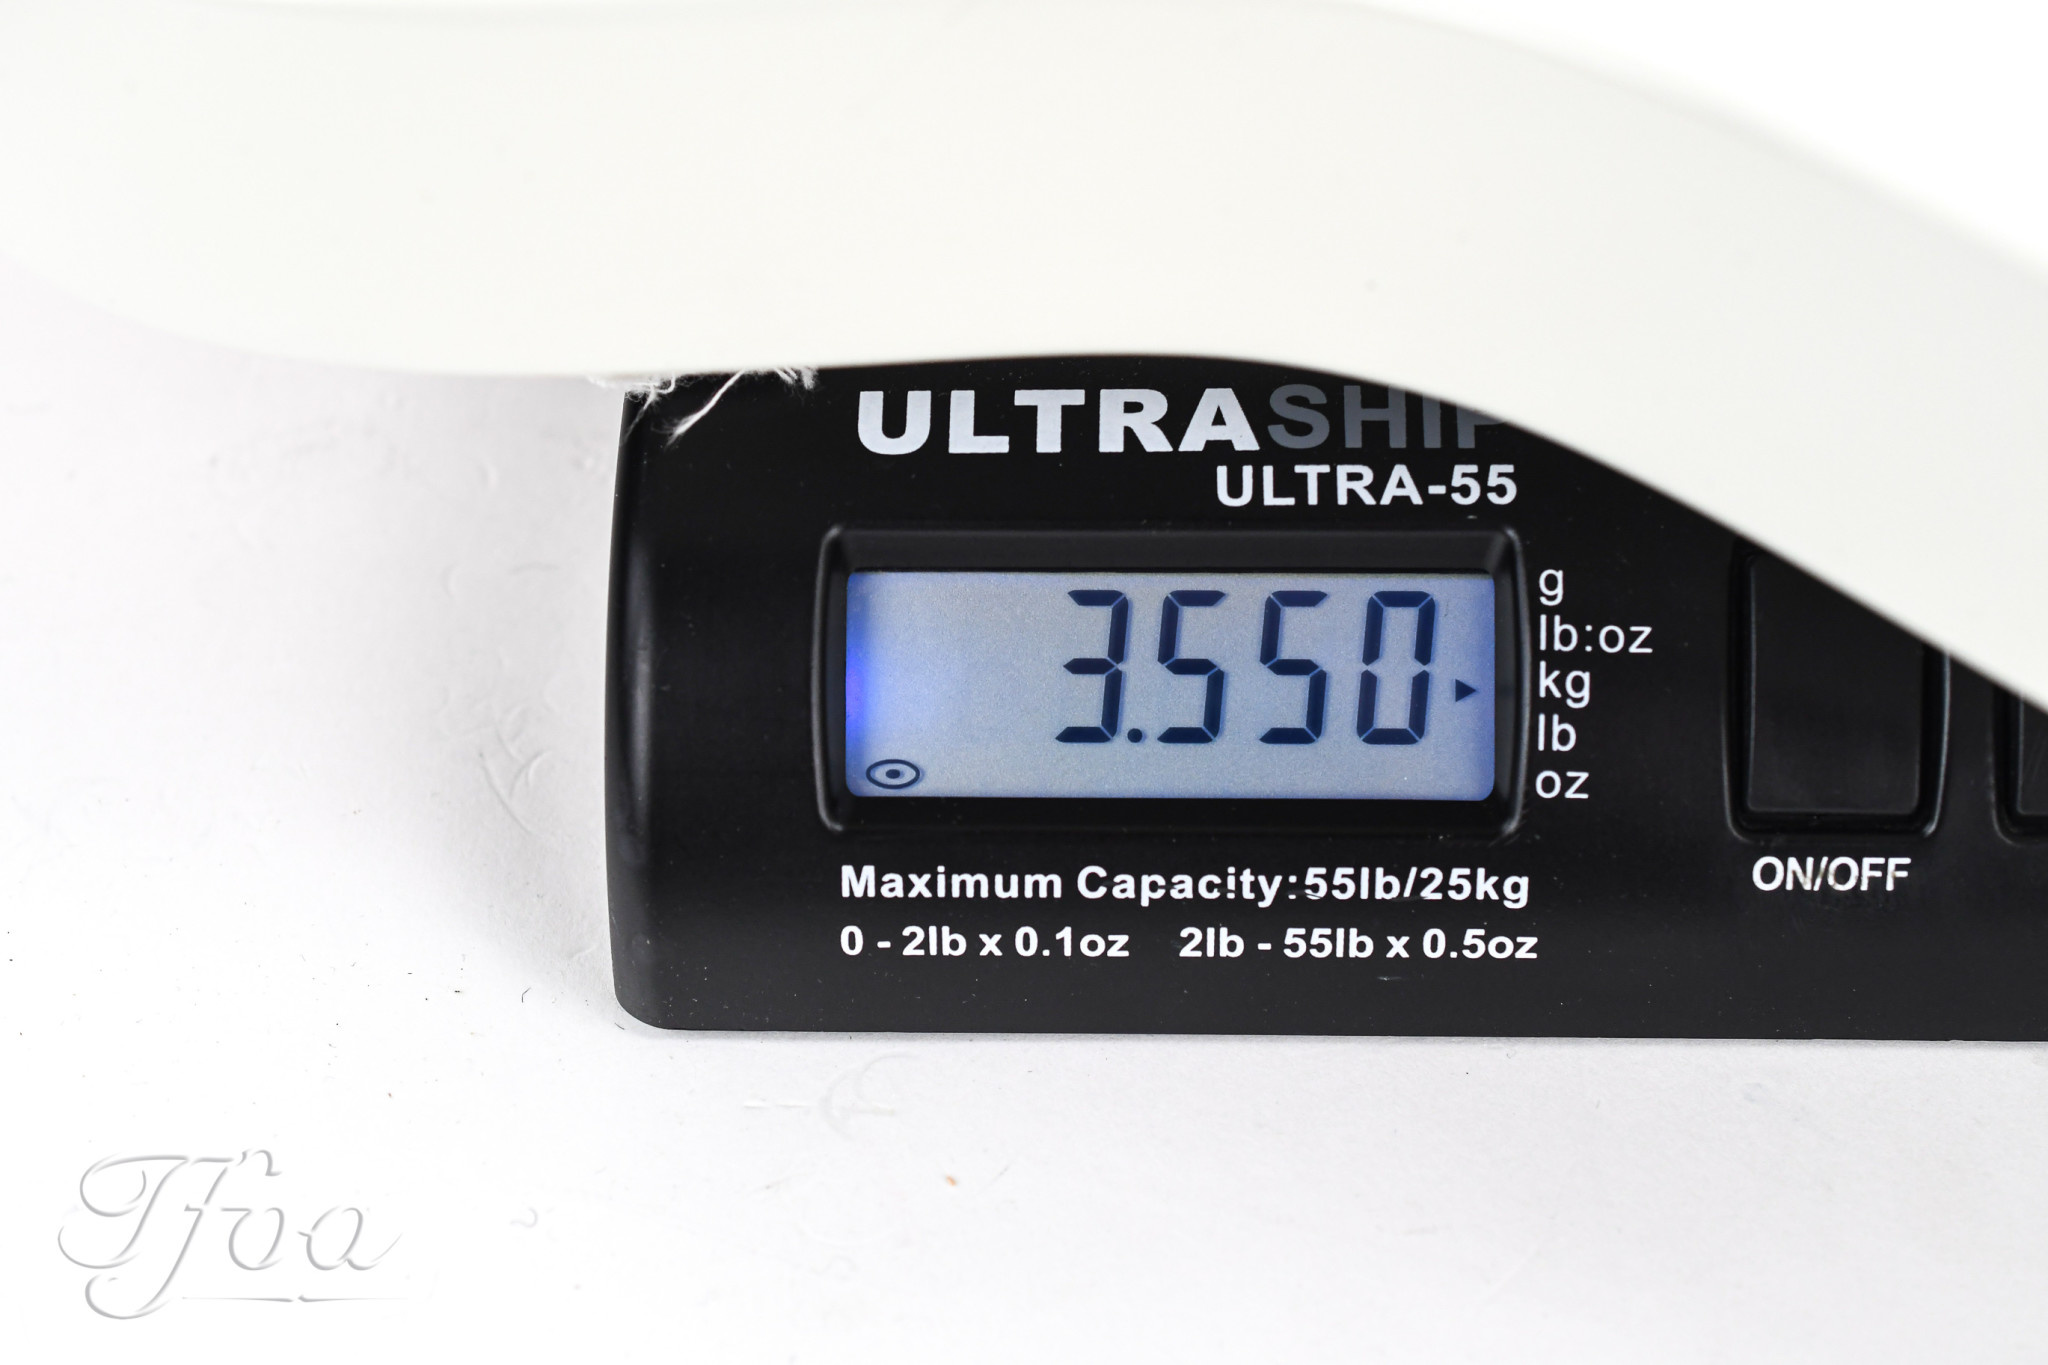 ULTRASHIP
ULTRA-55
3.550
g
lb:oz
kg
lb
oz
ON/OFF
Maximum Capacity:55lb/25kg
0 - 2lb x 0.1oz 2lb - 55lb x 0.5oz
TFOA